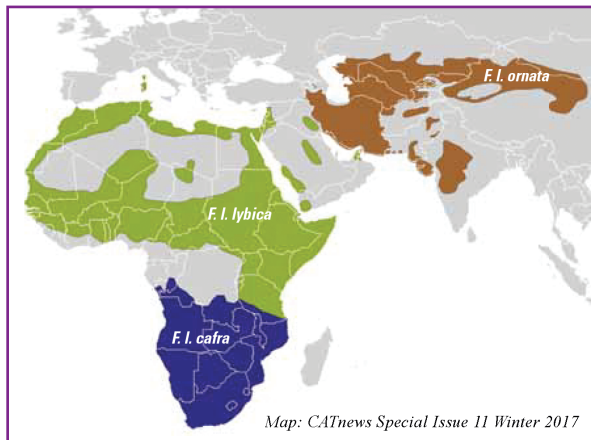 F. l. ornata
F. l. lybica
F. l. cafra
Map: CATnews Special Issue 11 Winter 2017